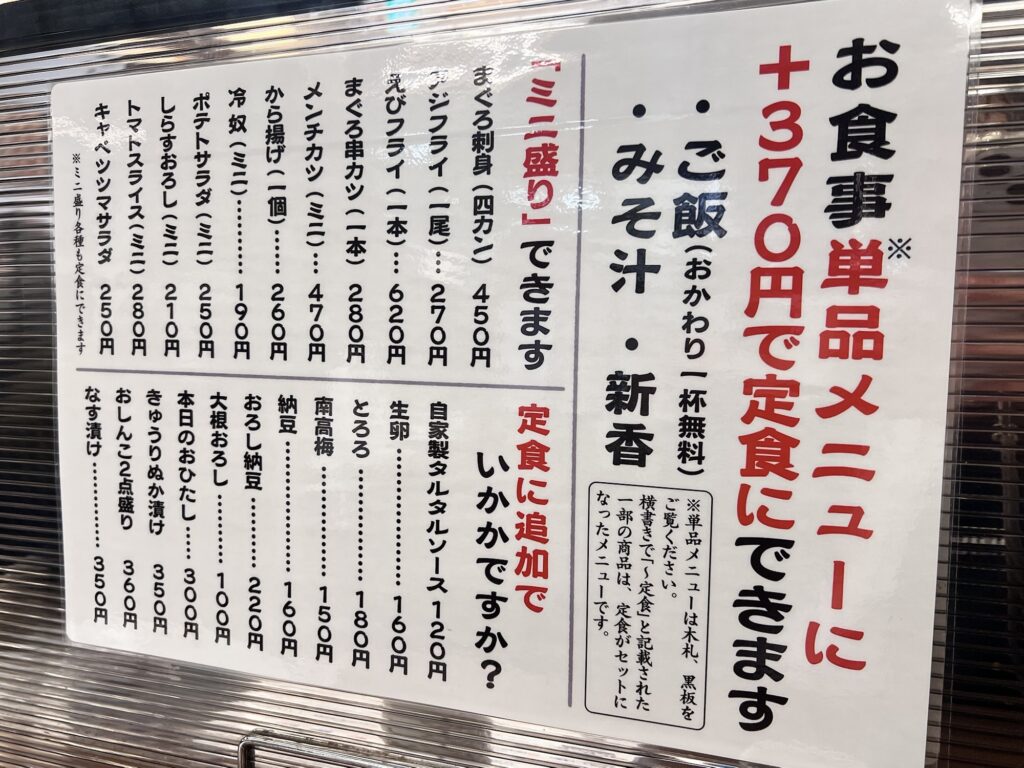 お食事単品メニューに
※
+370円で定食にできます
・ご飯(おかわり一杯無料)
・みそ汁 ・新香
※単品メニューは木札、黒板を
ご覧ください。
横書きで「～定食」と記載された
一部の商品は、定食がセットに
なったメニューです。
「ミニ盛り」できます
まぐろ刺身(四カン) 450円
アジフライ(一尾)… 270円
えびフライ(一本)… 620円
まぐろ串カツ(一本) 280円
メンチカツ(ミニ)… 470円
から揚げ(一個)…… 260円
冷奴(ミニ)………… 190円
ポテトサラダ(ミニ) 250円
しらすおろし(ミニ) 210円
トマトスライス(ミニ) 280円
キャベツツマサラダ 250円
※ミニ盛り各種も定食にできます
定食に追加で
いかかですか?
自家製タルタルソース120円
生卵……………… 160円
とろろ…………… 180円
南高梅…………… 150円
納豆……………… 160円
おろし納豆……… 220円
大根おろし……… 100円
本日のおひたし… 300円
きゅうりぬか漬け 350円
おしんこ2点盛り 360円
なす漬け………… 350円